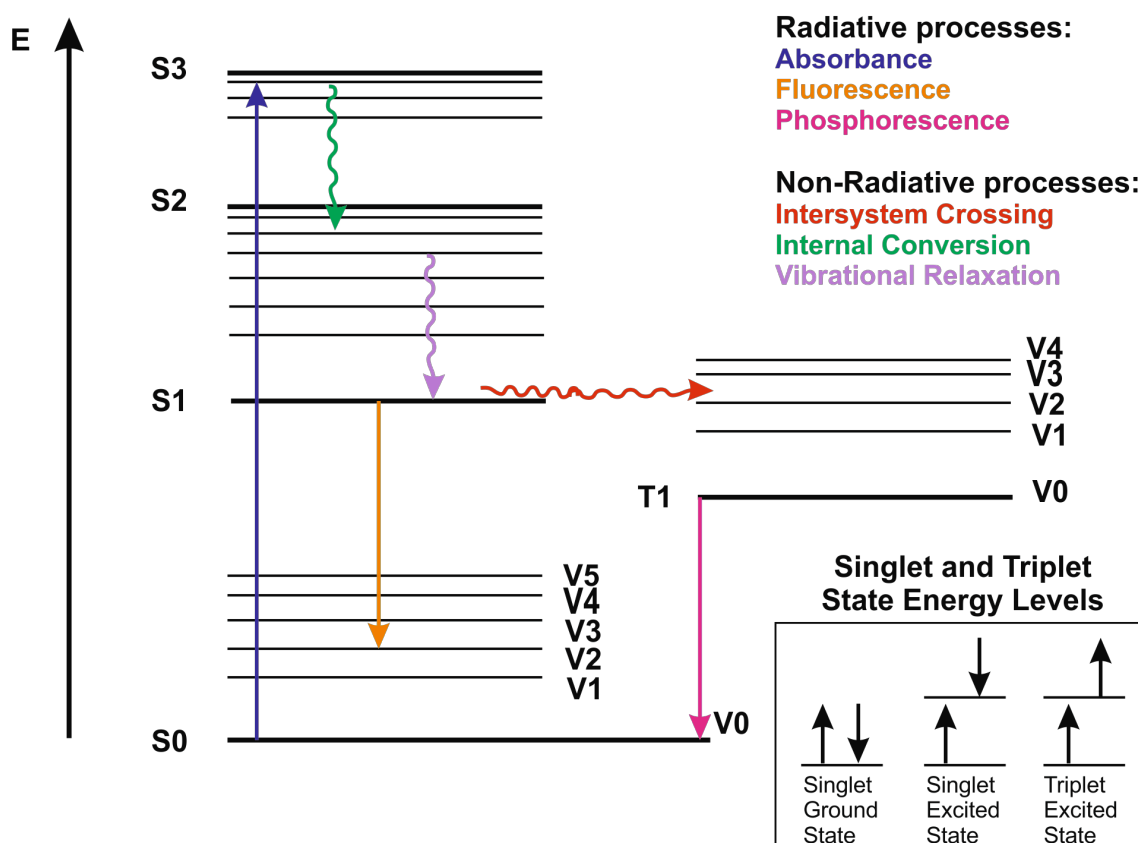 E
S3
S2
S1
S0
V5
V4
V3
V2
V1
V0
T1
V4
V3
V2
V1
V0
Radiative processes:
Absorbance
Fluorescence
Phosphorescence
Non-Radiative processes:
Intersystem Crossing
Internal Conversion
Vibrational Relaxation
Singlet and Triplet
State Energy Levels
Singlet
Ground
State
Singlet
Excited
State
Triplet
Excited
State